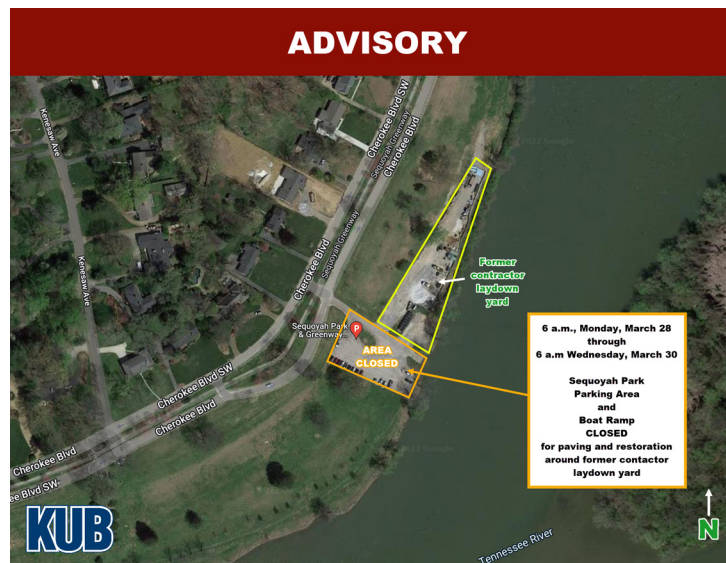 ADVISORY
Kenesaw Ave
Cherokee Blvd SW
Sequoyah Greenway
Cherokee Blvd
Cherokee Blvd
Sequoyah Greenway
Former
contractor
laydown
yard
Kenesaw Ave
Sequoyah Park
& Greenway
P
AREA
CLOSED
6 a.m., Monday, March 28
through
6 a.m Wednesday, March 30
Sequoyah Park
Parking Area
and
Boat Ramp
CLOSED
for paving and restoration
around former contactor
laydown yard
Cherokee Blvd SW
Cherokee Blvd
Cherokee Blvd
ee Blvd SW
KUB
N
Tennessee River